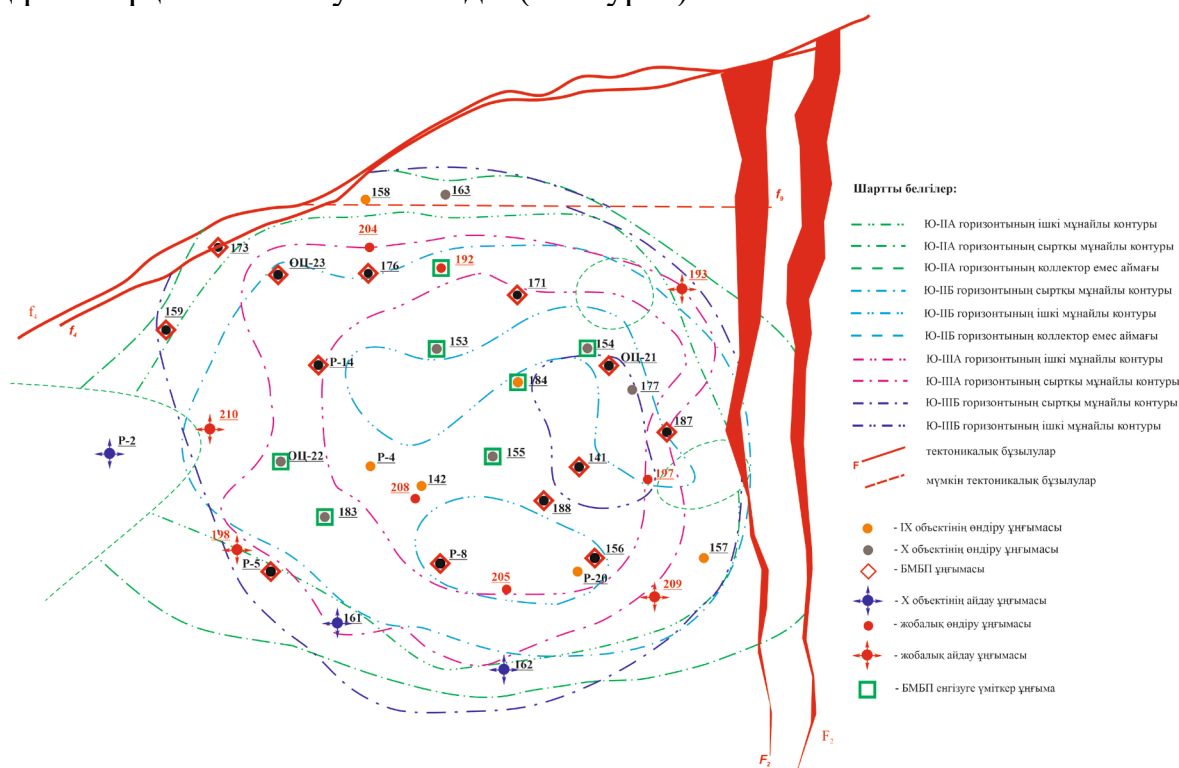 158
163
173
204
ОЦ-23
176
192
171
193
159
f₄
f₄
f₉
153
154
ОЦ-21
Р-14
184
177
210
187
Р-2
ОЦ-22
Р-4
155
141
197
142
208
188
183
198
Р-5
Р-8
156
157
Р-20
205
209
161
162
F₂
F₂
Шартты белгілер:
Ю-IIА горизонтының ішкі мұнайлы контуры
Ю-IIА горизонтының сыртқы мұнайлы контуры
Ю-IIА горизонтының коллектор емес аймағы
Ю-IIБ горизонтының сыртқы мұнайлы контуры
Ю-IIБ горизонтының ішкі мұнайлы контуры
Ю-IIБ горизонтының коллектор емес аймағы
Ю-IIIА горизонтының ішкі мұнайлы контуры
Ю-IIIА горизонтының сыртқы мұнайлы контуры
Ю-IIIБ горизонтының сыртқы мұнайлы контуры
Ю-IIIБ горизонтының ішкі мұнайлы контуры
F тектоникалық бұзылулар
мүмкін тектоникалық бұзылулар
- IX объектінің өндіру ұңғымасы
- X объектінің өндіру ұңғымасы
- БМБП ұңғымасы
- X объектінің айдау ұңғымасы
- жобалық өндіру ұңғымасы
- жобалық айдау ұңғымасы
- БМБП енгізуге үміткер ұңғыма